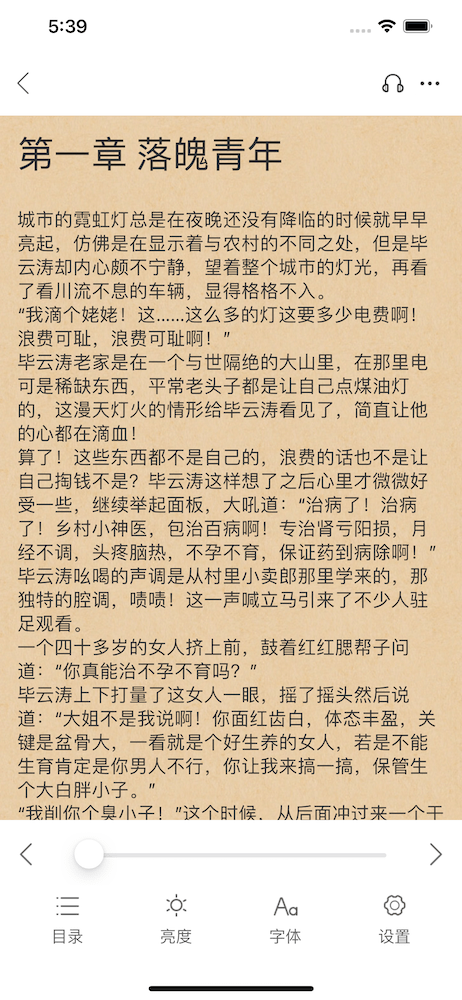 5:39
第一章 落魄青年
城市的霓虹灯总是在夜晚还没有降临的时候就早早
亮起，仿佛是在显示着与农村的不同之处，但是毕
云涛却内心颇不宁静，望着整个城市的灯光，再看
了看川流不息的车辆，显得格格不入。
“我滴个姥姥！这……这么多的灯这要多少电费啊！
浪费可耻，浪费可耻啊！”
毕云涛老家是在一个与世隔绝的大山里，在那里电
可是稀缺东西，平常老头子都是让自己点煤油灯
的，这漫天灯火的情形给毕云涛看见了，简直让他
的心都在滴血！
算了！这些东西都不是自己的，浪费的话也不是让
自己掏钱不是？毕云涛这样想了之后心里才微微好
受一些，继续举起面板，大吼道：“治病了！治病
了！乡村小神医，包治百病啊！专治肾亏阳损，月
经不调，头疼脑热，不孕不育，保证药到病除啊！”
毕云涛吆喝的声调是从村里小卖郎那里学来的，那
独特的腔调，啧啧！这一声喊立马引来了不少人驻
足观看。
一个四十多岁的女人挤上前，鼓着红红腮帮子问
道：“你真能治不孕不育吗？”
毕云涛上下打量了这女人一眼，摇了摇头然后说
道：“大姐不是我说啊！你面红齿白，体态丰盈，关
键是盆骨大，一看就是个好生养的女人，若是不能
生育肯定是你男人不行，你让我来搞一搞，保管生
个大白胖小子。”
“我削你个臭小子！”这个时候，从后面冲过来一个干
目录
亮度
Aa
字体
设置